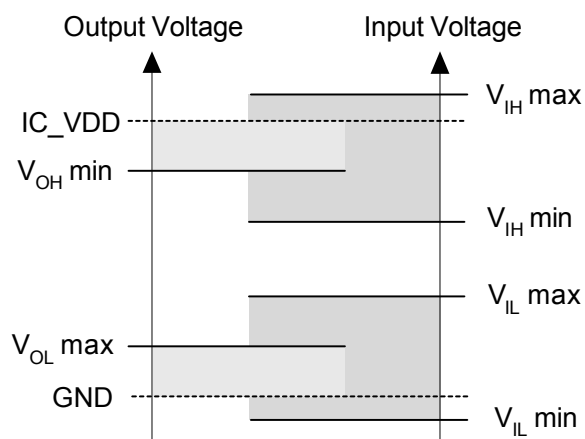 Output Voltage
Input Voltage
V_IH max
IC_VDD
V_OH min
V_IH min
V_IL max
V_OL max
GND
V_IL min